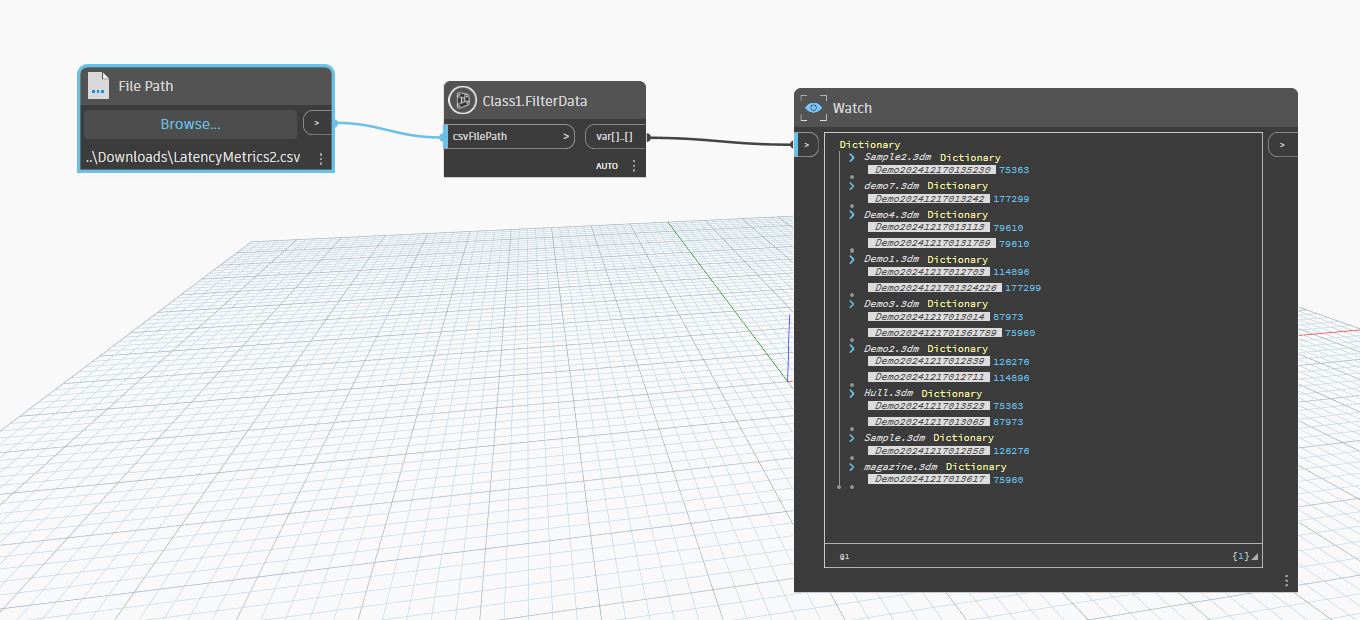 File Path
Browse...
>
..\Downloads\LatencyMetrics2.csv
Class1.FilterData
csvFilePath > var[]..[]
AUTO
Watch
> >
Dictionary
Sample2.3dm Dictionary
Demo20241217013523θ 75363
demo7.3dm Dictionary
Demo20241217013242 177299
Demo4.3dm Dictionary
Demo20241217013113 79610
Demo202412170131789 79610
Demo1.3dm Dictionary
Demo20241217012703 114896
Demo2024121701324226 177299
Demo3.3dm Dictionary
Demo20241217013014 87973
Demo2024121701361789 75960
Demo2.3dm Dictionary
Demo20241217012839 126276
Demo20241217012711 114896
Hull.3dm Dictionary
Demo20241217013523 75363
Demo20241217013065 87973
Sample.3dm Dictionary
Demo20241217012858 126276
magazine.3dm Dictionary
Demo20241217013617 75960
@1 {1}